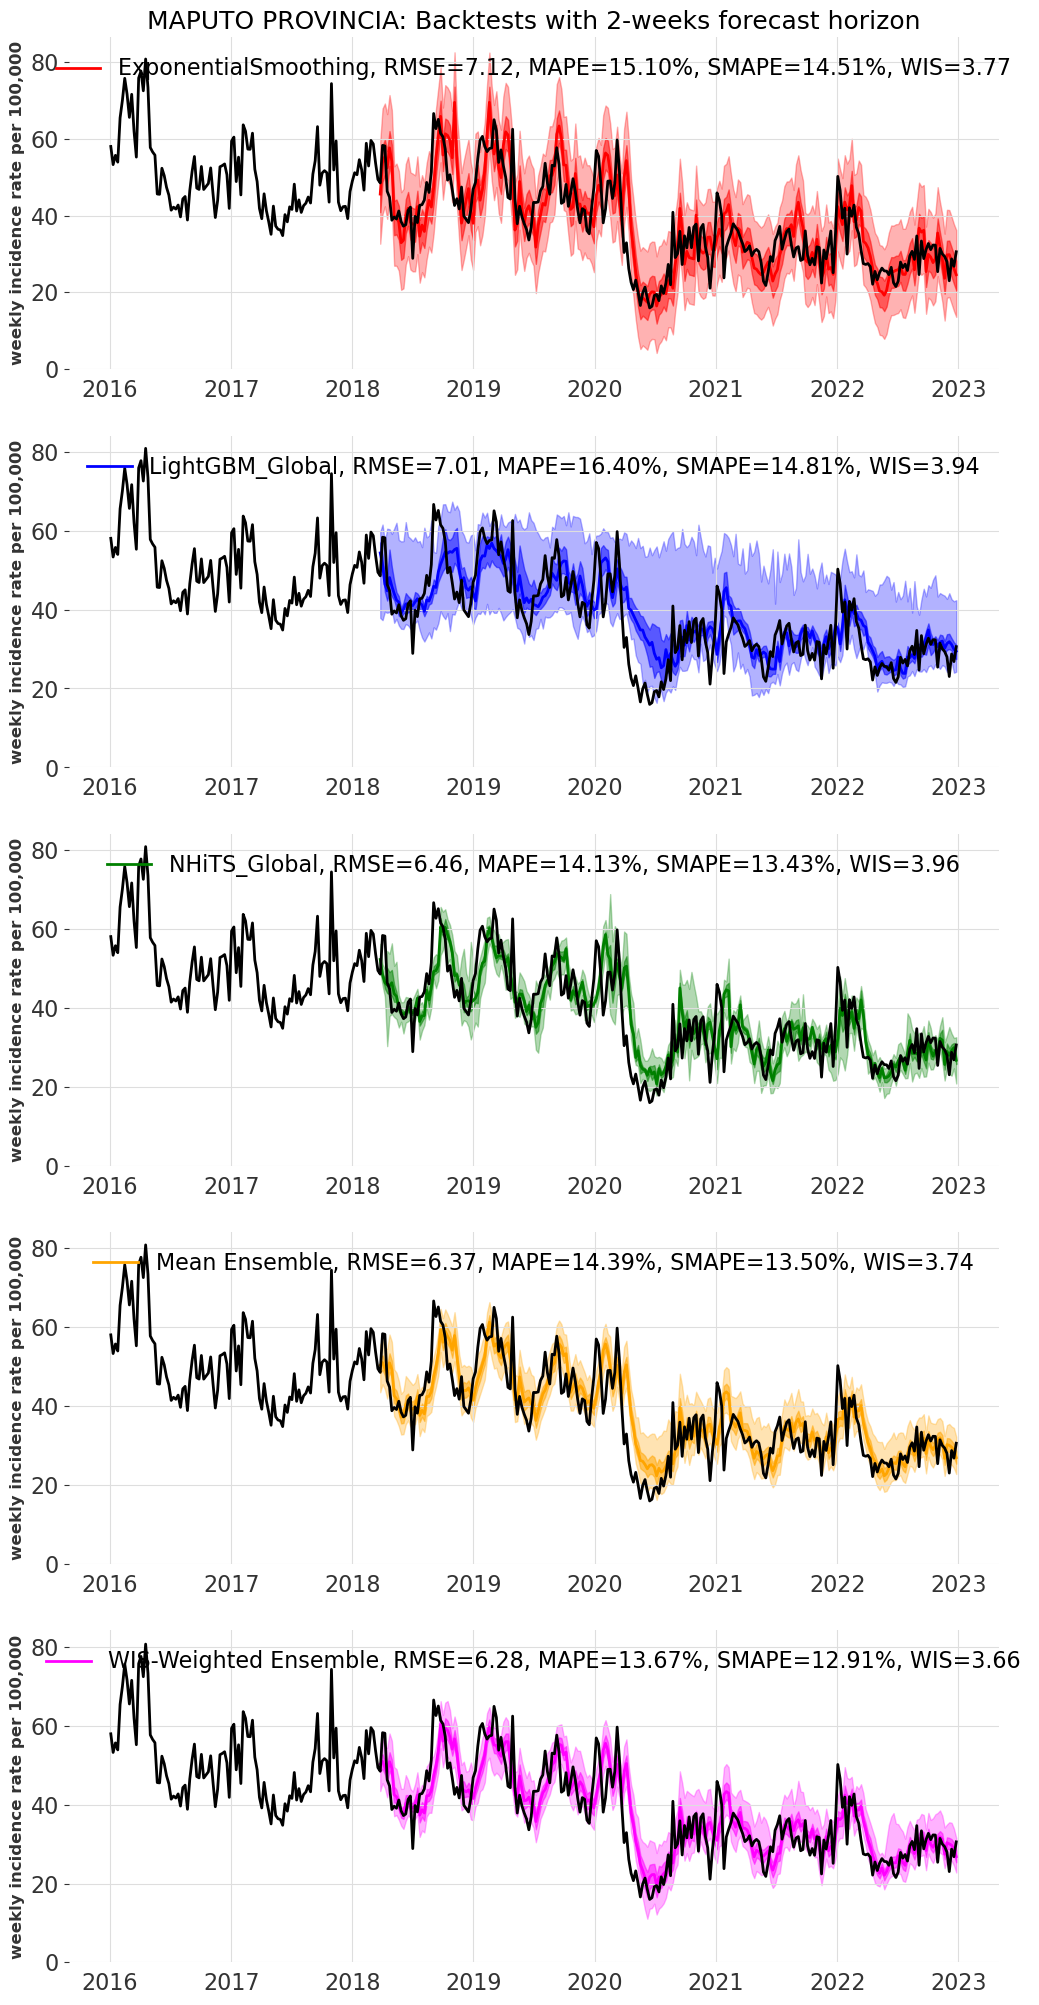 MAPUTO PROVINCIA: Backtests with 2-weeks forecast horizon
weekly incidence rate per 100,000
80
60
40
20
0
ExponentialSmoothing, RMSE=7.12, MAPE=15.10%, SMAPE=14.51%, WIS=3.77
2016 2017 2018 2019 2020 2021 2022 2023
weekly incidence rate per 100,000
80
60
40
20
0
LightGBM_Global, RMSE=7.01, MAPE=16.40%, SMAPE=14.81%, WIS=3.94
2016 2017 2018 2019 2020 2021 2022 2023
weekly incidence rate per 100,000
80
60
40
20
0
NHiTS_Global, RMSE=6.46, MAPE=14.13%, SMAPE=13.43%, WIS=3.96
2016 2017 2018 2019 2020 2021 2022 2023
weekly incidence rate per 100,000
80
60
40
20
0
Mean Ensemble, RMSE=6.37, MAPE=14.39%, SMAPE=13.50%, WIS=3.74
2016 2017 2018 2019 2020 2021 2022 2023
weekly incidence rate per 100,000
80
60
40
20
0
WIS-Weighted Ensemble, RMSE=6.28, MAPE=13.67%, SMAPE=12.91%, WIS=3.66
2016 2017 2018 2019 2020 2021 2022 2023